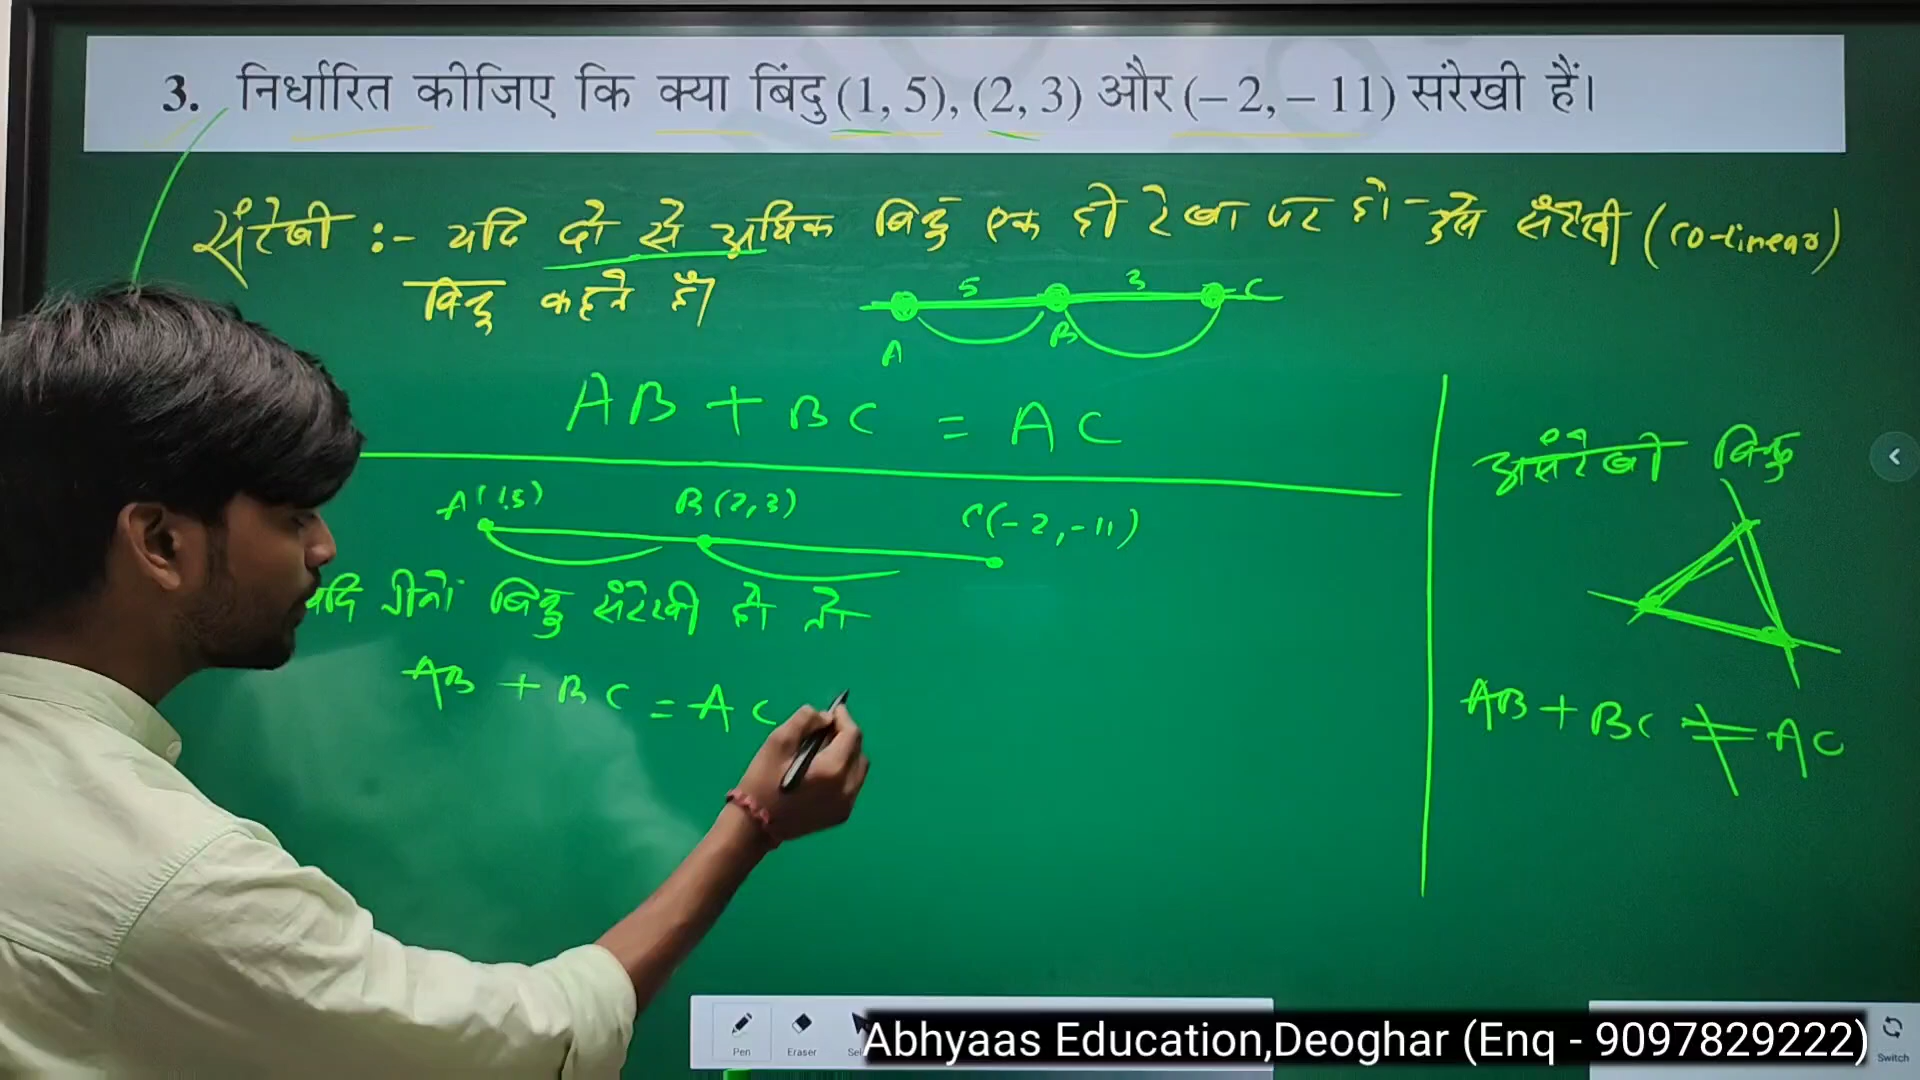 3. निर्धारित कीजिए कि क्या बिंदु (1, 5), (2, 3) और (– 2, – 11) संरेखी हैं।
संरेखी :- यदि दो से अधिक बिन्दु एक ही रेखा पर हो - उसे संरेखी (co-linear)
बिन्दु कहते हैं।
5 3 C
A B
AB + BC = AC
असंरेखी बिन्दु
A(1,5) B(2,3) C(-2,-11)
यदि तीनों बिन्दु संरेखी हो तो
AB + BC = AC
AB + BC ≠ AC
Pen Eraser
Switch
Abhyaas Education,Deoghar (Enq - 9097829222)